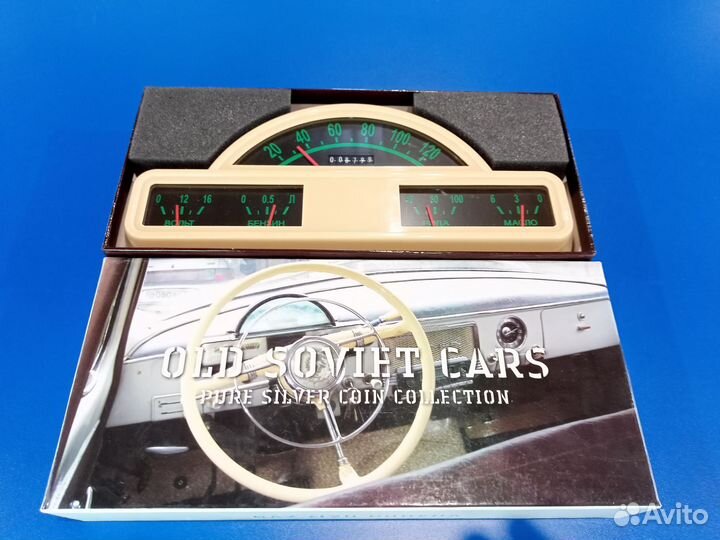 20 40 60 80 100 120
0 12 16
ВОЛЬТ
0 0.5 Л
БЕНЗИН
50 100
6 3 0
МАСЛО
OLD SOVIET CARS
PURE SILVER COIN COLLECTION
Avito